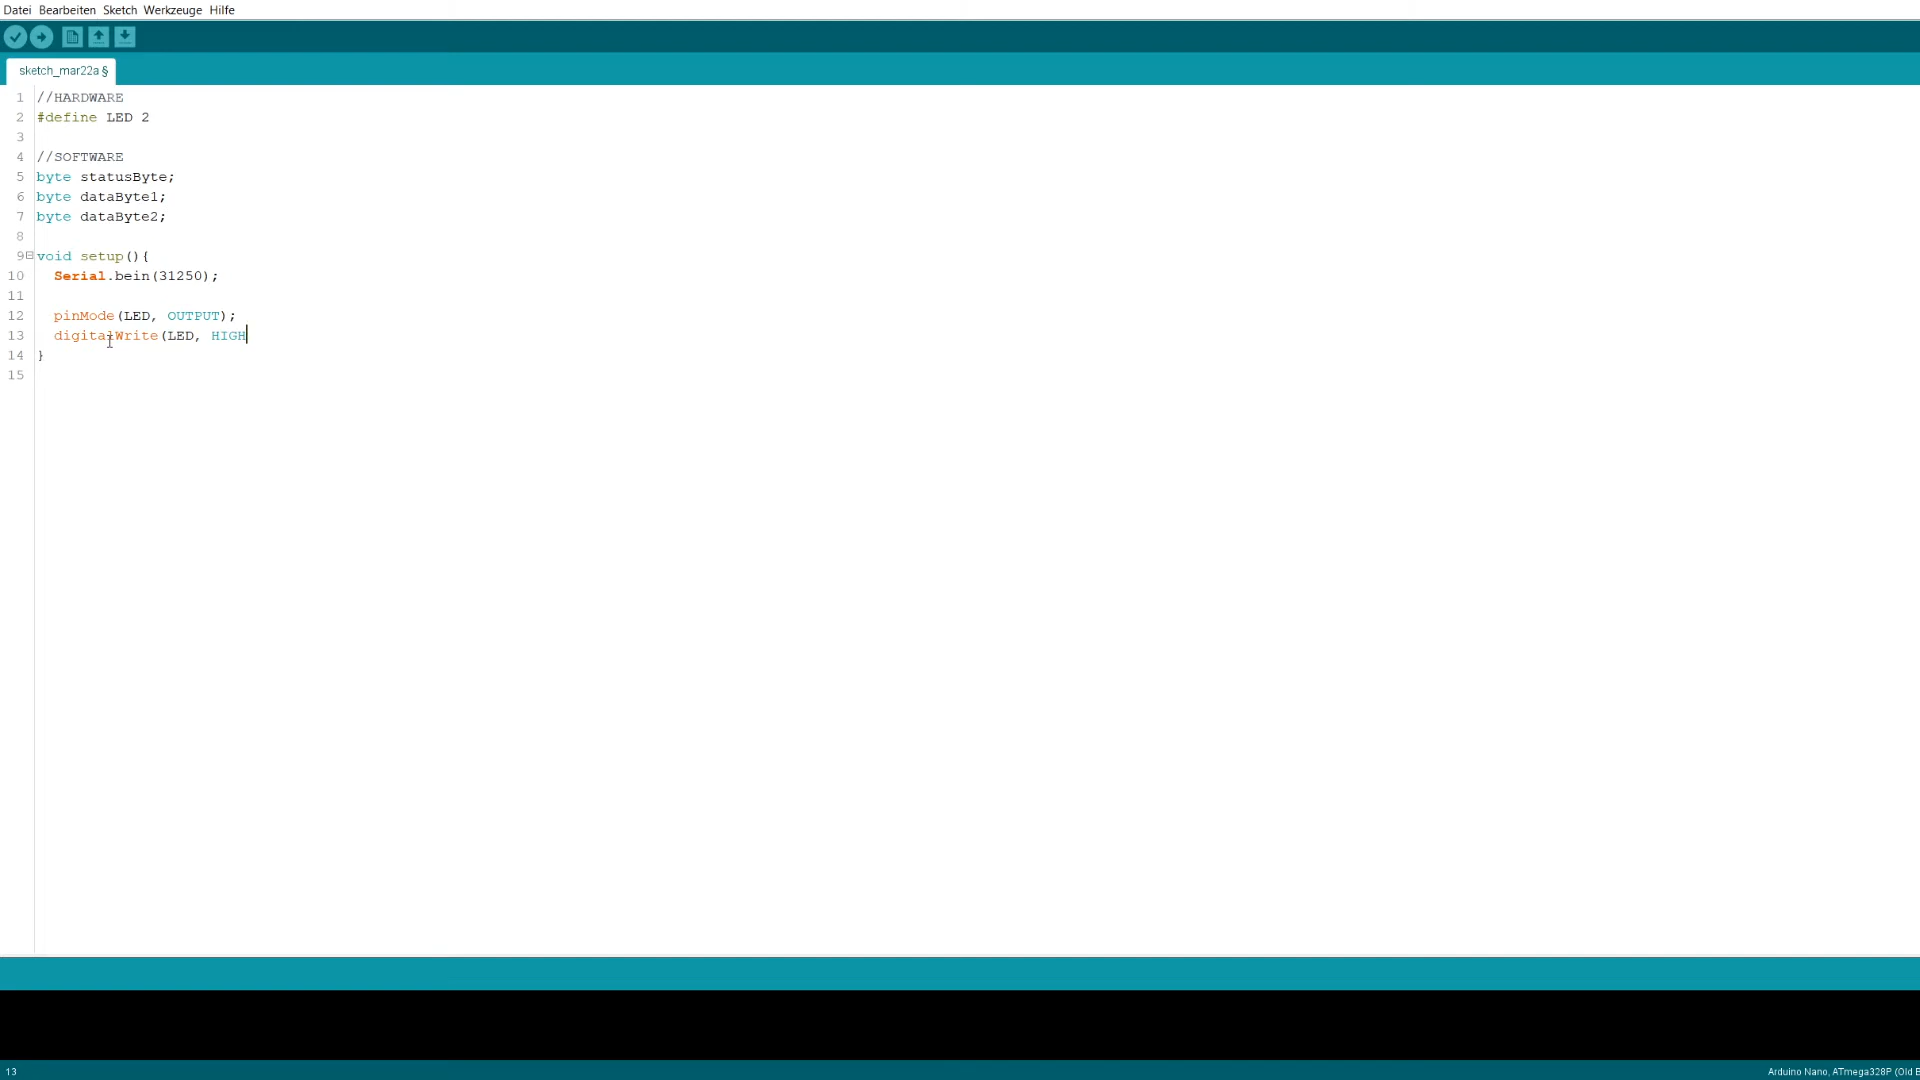 Datei Bearbeiten Sketch Werkzeuge Hilfe
sketch_mar22a §
1 //HARDWARE
2 #define LED 2
3
4 //SOFTWARE
5 byte statusByte;
6 byte dataByte1;
7 byte dataByte2;
8
9 void setup(){
10 Serial.bein(31250);
11
12 pinMode(LED, OUTPUT);
13 digitalWrite(LED, HIGH
14 }
15
13
Arduino Nano, ATmega328P (Old B